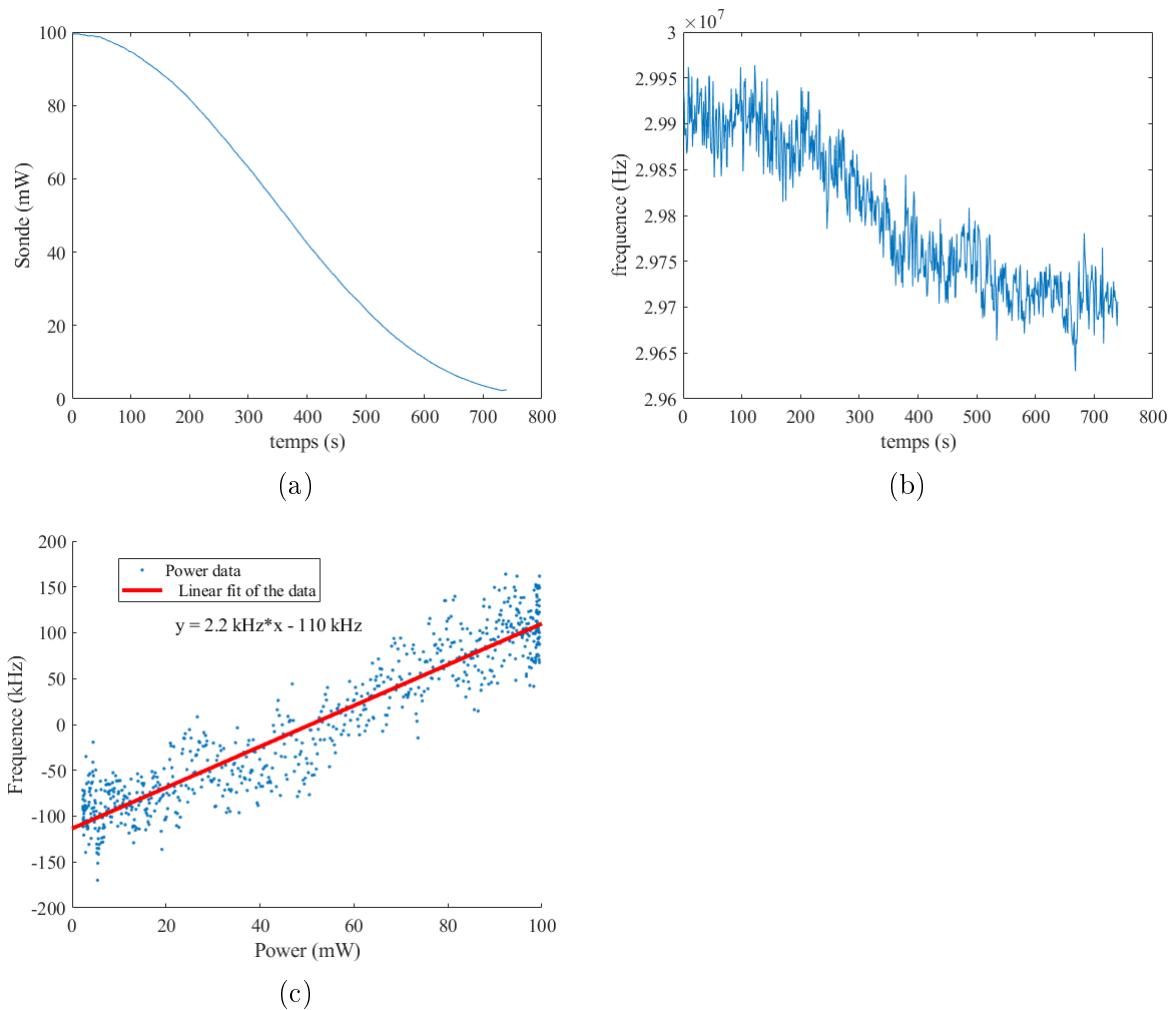 100
80
60
40
20
0
Sonde (mW)
0 100 200 300 400 500 600 700 800
temps (s)
(a)
×10⁷
3
2.995
2.99
2.985
2.98
2.975
2.97
2.965
2.96
frequence (Hz)
0 100 200 300 400 500 600 700 800
temps (s)
(b)
200
150
100
50
0
-50
-100
-150
-200
Frequence (kHz)
Power data
Linear fit of the data
y = 2.2 kHz*x - 110 kHz
0 20 40 60 80 100
Power (mW)
(c)